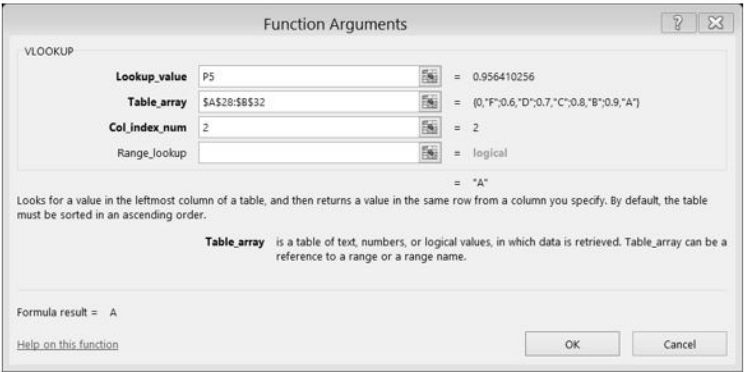 Function Arguments
?
VLOOKUP
Lookup_value P5 = 0.956410256
Table_array $A$28:$B$32 = {0,"F";0.6,"D";0.7,"C";0.8,"B";0.9,"A"}
Col_index_num 2 = 2
Range_lookup = logical
= "A"
Looks for a value in the leftmost column of a table, and then returns a value in the same row from a column you specify. By default, the table
must be sorted in an ascending order.
Table_array is a table of text, numbers, or logical values, in which data is retrieved. Table_array can be a
reference to a range or a range name.
Formula result = A
Help on this function
OK Cancel